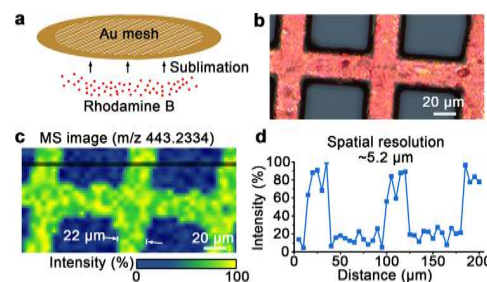 a
Au mesh
Sublimation
Rhodamine B
b
20 µm
c
MS image (m/z 443.2334)
22 µm
20 µm
Intensity (%)
0
100
d
Spatial resolution
~5.2 µm
Intensity (%)
100
80
60
40
20
0
0 50 100 150 200
Distance (µm)